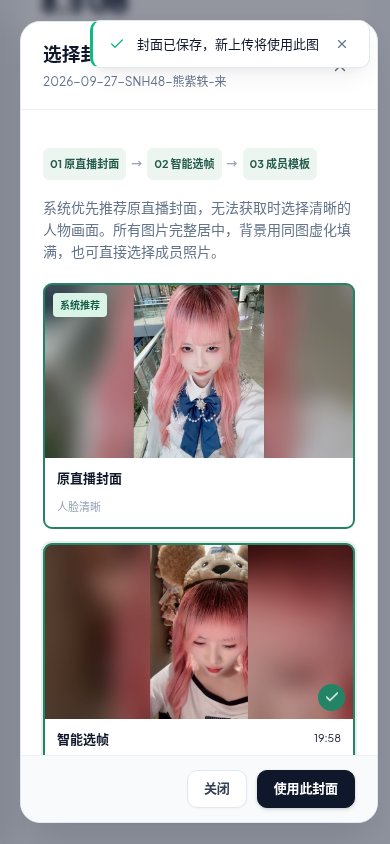 封面已保存，新上传将使用此图
选择封
2026-09-27-SNH48-熊紫轶-来
01 原直播封面 → 02 智能选帧 → 03 成员模板
系统优先推荐原直播封面，无法获取时选择清晰的
人物画面。所有图片完整居中，背景用同图虚化填
满，也可直接选择成员照片。
系统推荐
原直播封面
人脸清晰
智能选帧 19:58
关闭 使用此封面